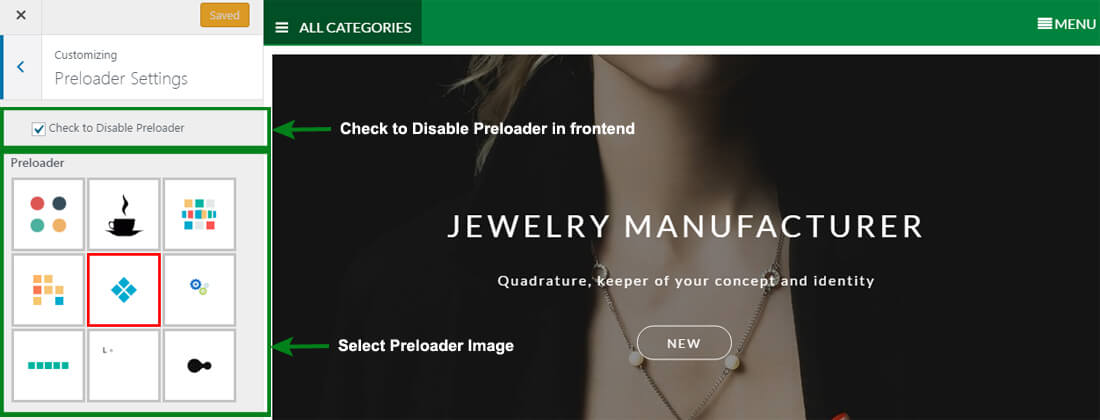 Saved
Customizing
Preloader Settings
Check to Disable Preloader
Preloader
L
ALL CATEGORIES
MENU
Check to Disable Preloader in frontend
JEWELRY MANUFACTURER
Quadrature, keeper of your concept and identity
NEW
Select Preloader Image